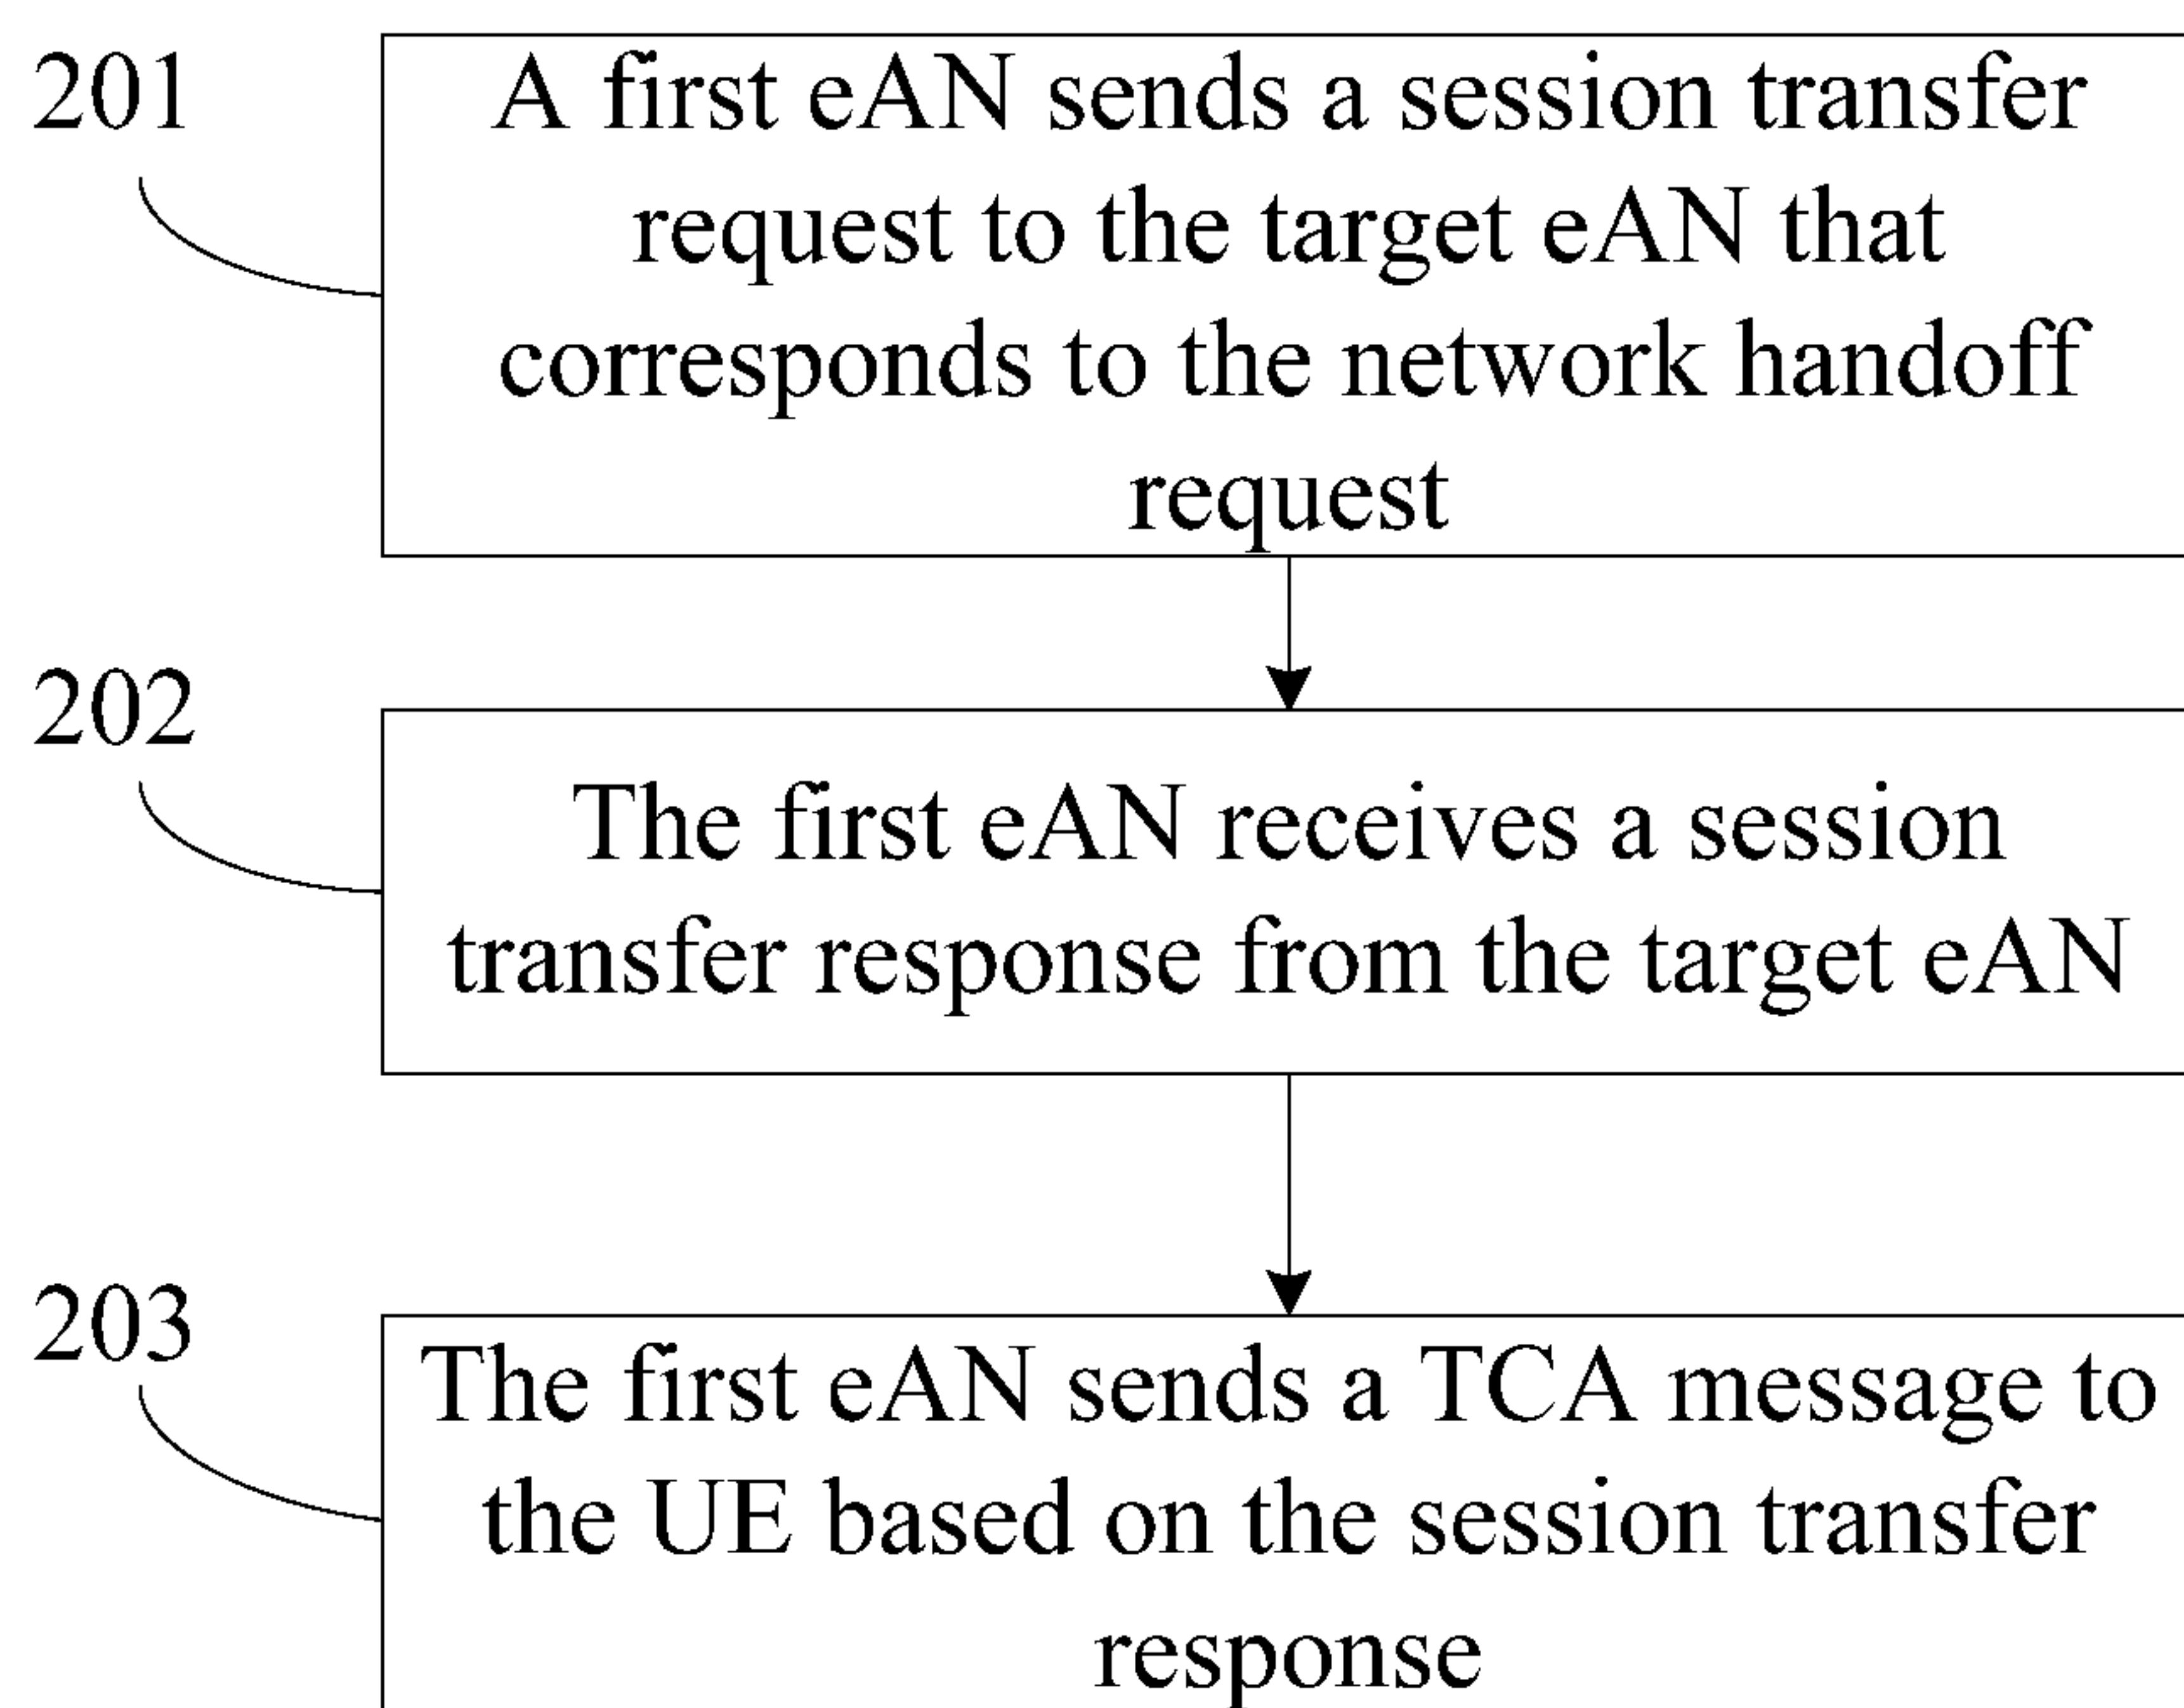 201
A first eAN sends a session transfer
request to the target eAN that
corresponds to the network handoff
request
202
The first eAN receives a session
transfer response from the target eAN
203
The first eAN sends a TCA message to
the UE based on the session transfer
response